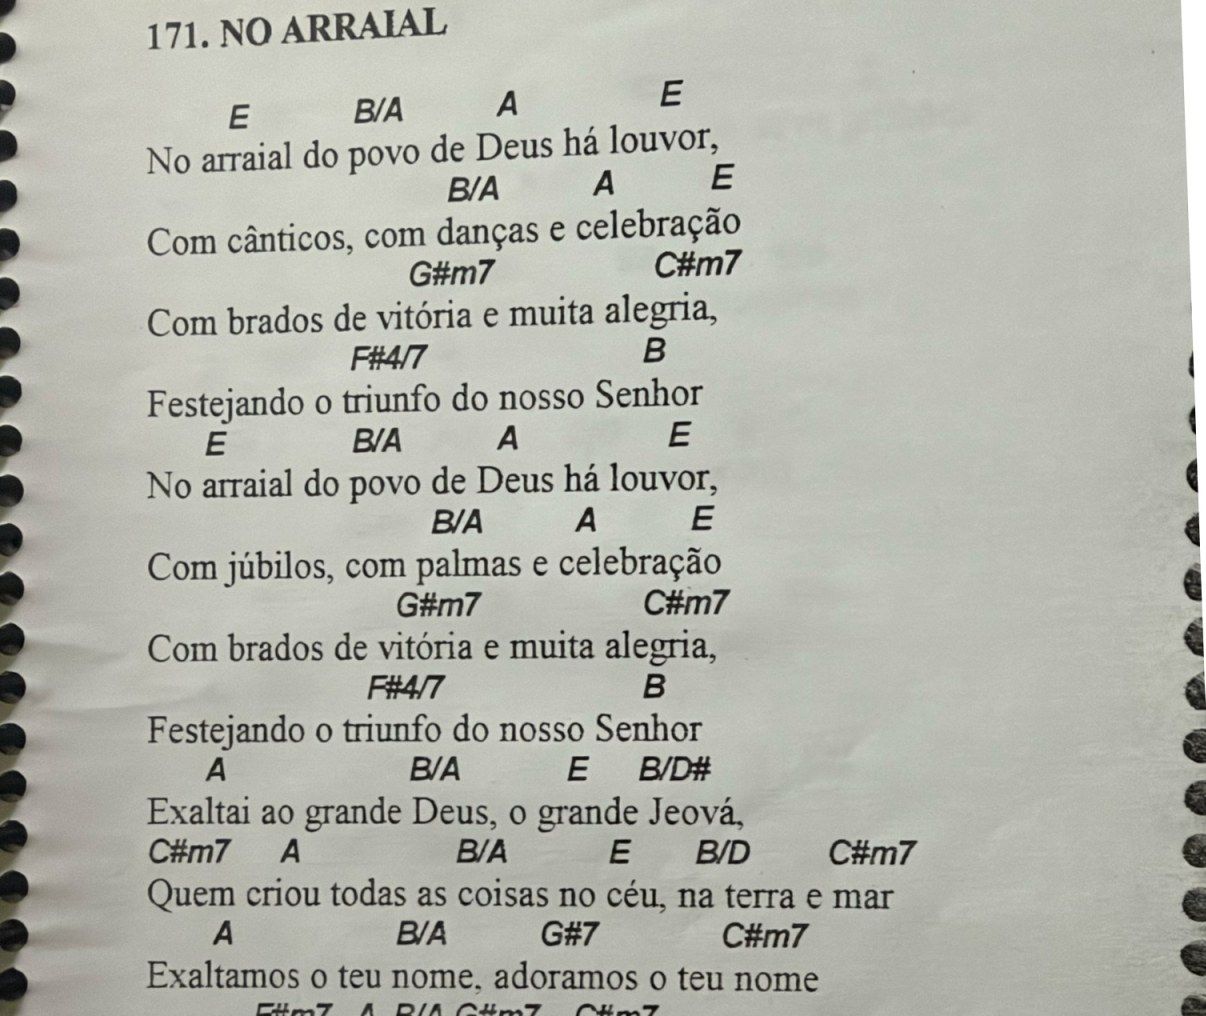 171. NO ARRAIAL
E B/A A E
No arraial do povo de Deus há louvor,
B/A A E
Com cânticos, com danças e celebração
G#m7 C#m7
Com brados de vitória e muita alegria,
F#4/7 B
Festejando o triunfo do nosso Senhor
E B/A A E
No arraial do povo de Deus há louvor,
B/A A E
Com júbilos, com palmas e celebração
G#m7 C#m7
Com brados de vitória e muita alegria,
F#4/7 B
Festejando o triunfo do nosso Senhor
A B/A E B/D#
Exaltai ao grande Deus, o grande Jeová,
C#m7 A B/A E B/D C#m7
Quem criou todas as coisas no céu, na terra e mar
A B/A G#7 C#m7
Exaltamos o teu nome, adoramos o teu nome
F#m7 A B/A G#m7 C#m7